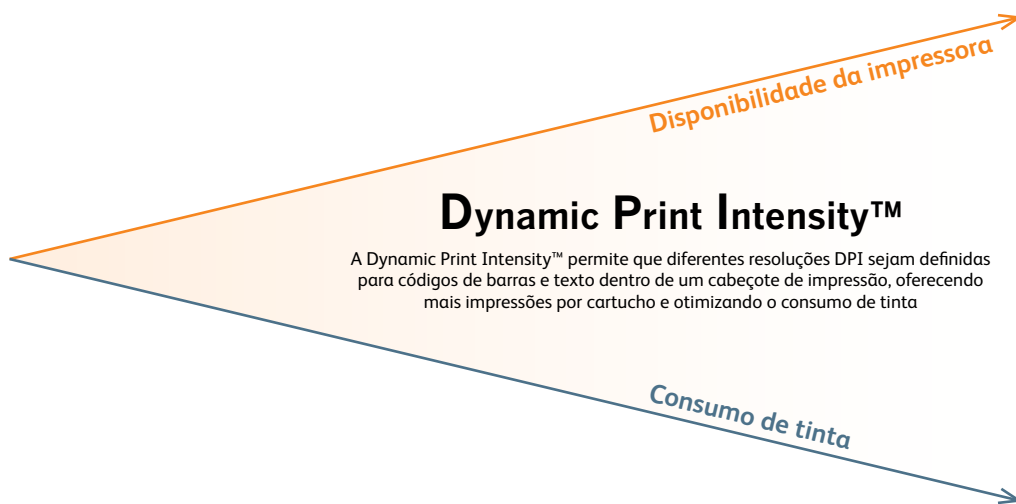 Disponibilidade da impressora
Dynamic Print Intensity™
A Dynamic Print Intensity™ permite que diferentes resoluções DPI sejam definidas
para códigos de barras e texto dentro de um cabeçote de impressão, oferecendo
mais impressões por cartucho e otimizando o consumo de tinta
Consumo de tinta